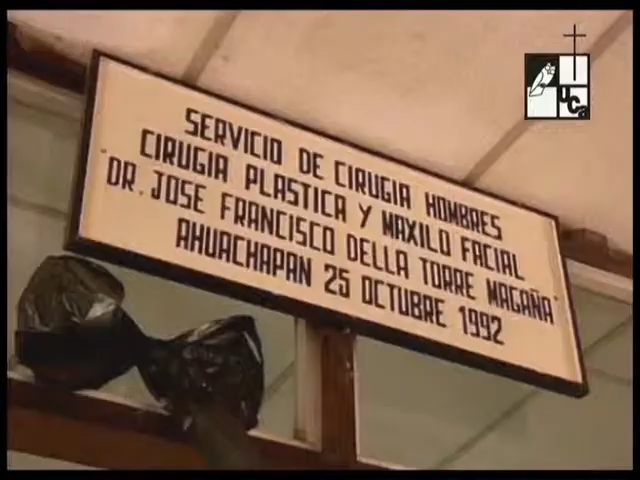 SERVICIO DE CIRUGIA HOMBRES
CIRUGIA PLASTICA Y MAXILO FACIAL
"DR. JOSE FRANCISCO DELLA TORRE MAGAÑA"
AHUACHAPAN 25 OCTUBRE 1992
uca